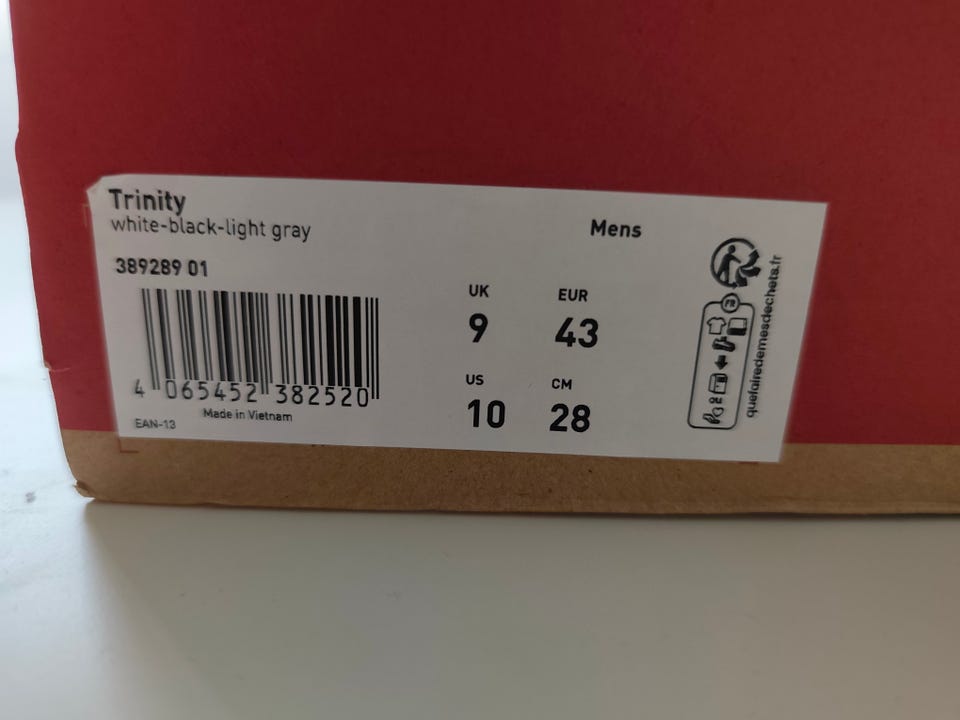 Trinity
white-black-light gray
Mens
389289 01
4 065452 382520
Made in Vietnam
EAN-13
UK
9
EUR
43
US
10
CM
28
FR
quefairedemesdechets.fr